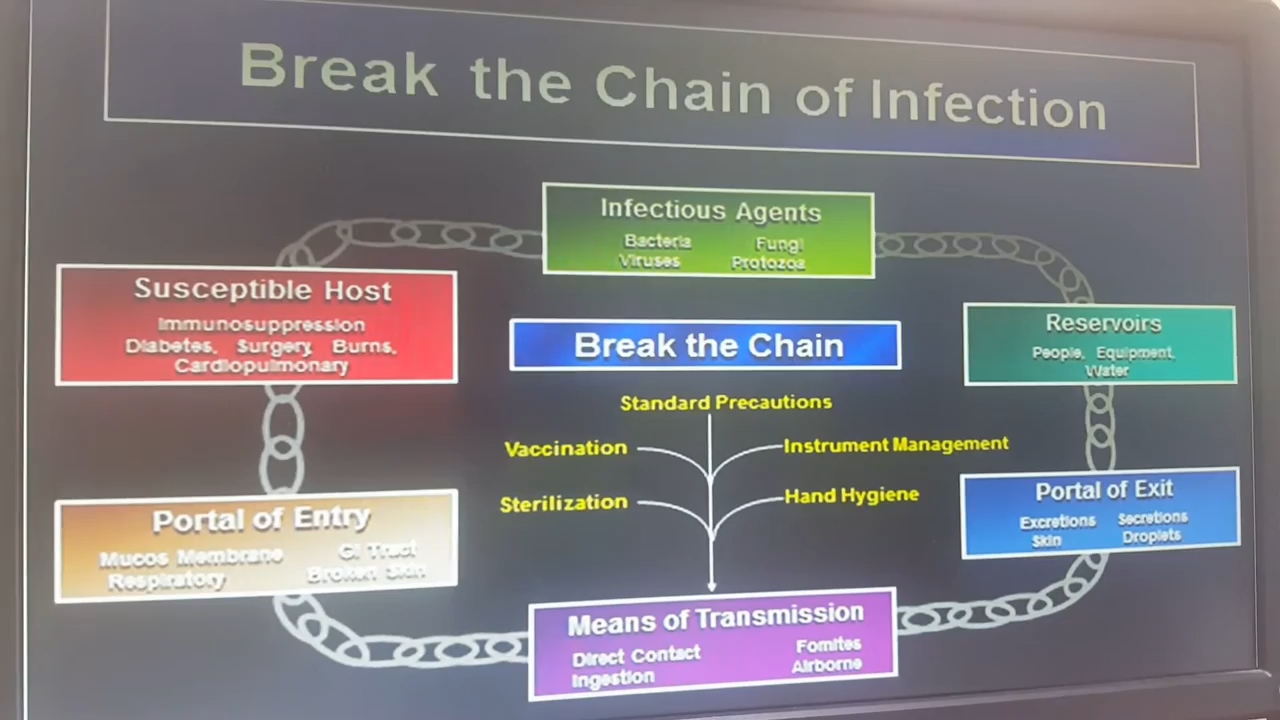 Break the Chain of Infection
Infectious Agents
Bacteria Fungi
Viruses Protozoa
Susceptible Host
Immunosuppression
Diabetes, Surgery, Burns,
Cardiopulmonary
Reservoirs
People, Equipment,
Water
Break the Chain
Standard Precautions
Vaccination
Instrument Management
Sterilization
Hand Hygiene
Portal of Entry
Mucos Membrane GI Tract
Respiratory Broken Skin
Portal of Exit
Excretions Secretions
Skin Droplets
Means of Transmission
Direct Contact Fomites
Ingestion Airborne